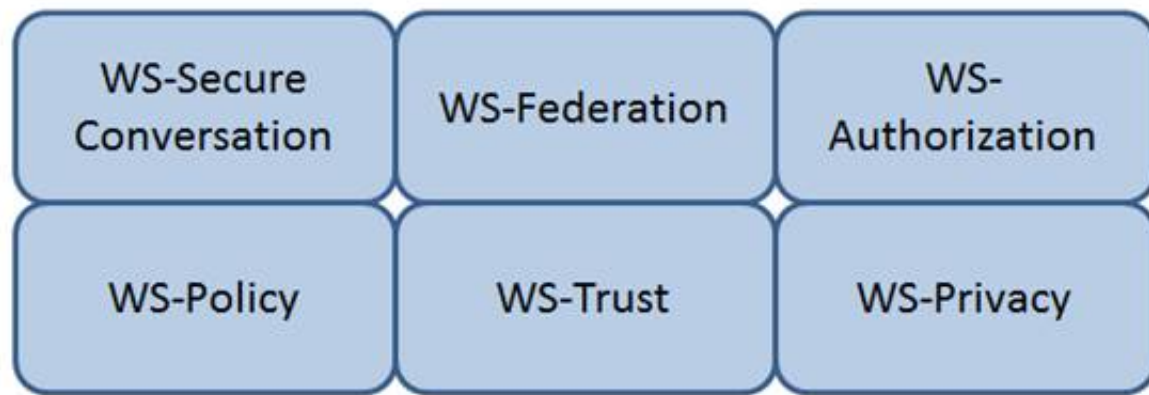 WS-Secure
Conversation
WS-Federation
WS-
Authorization
WS-Policy
WS-Trust
WS-Privacy